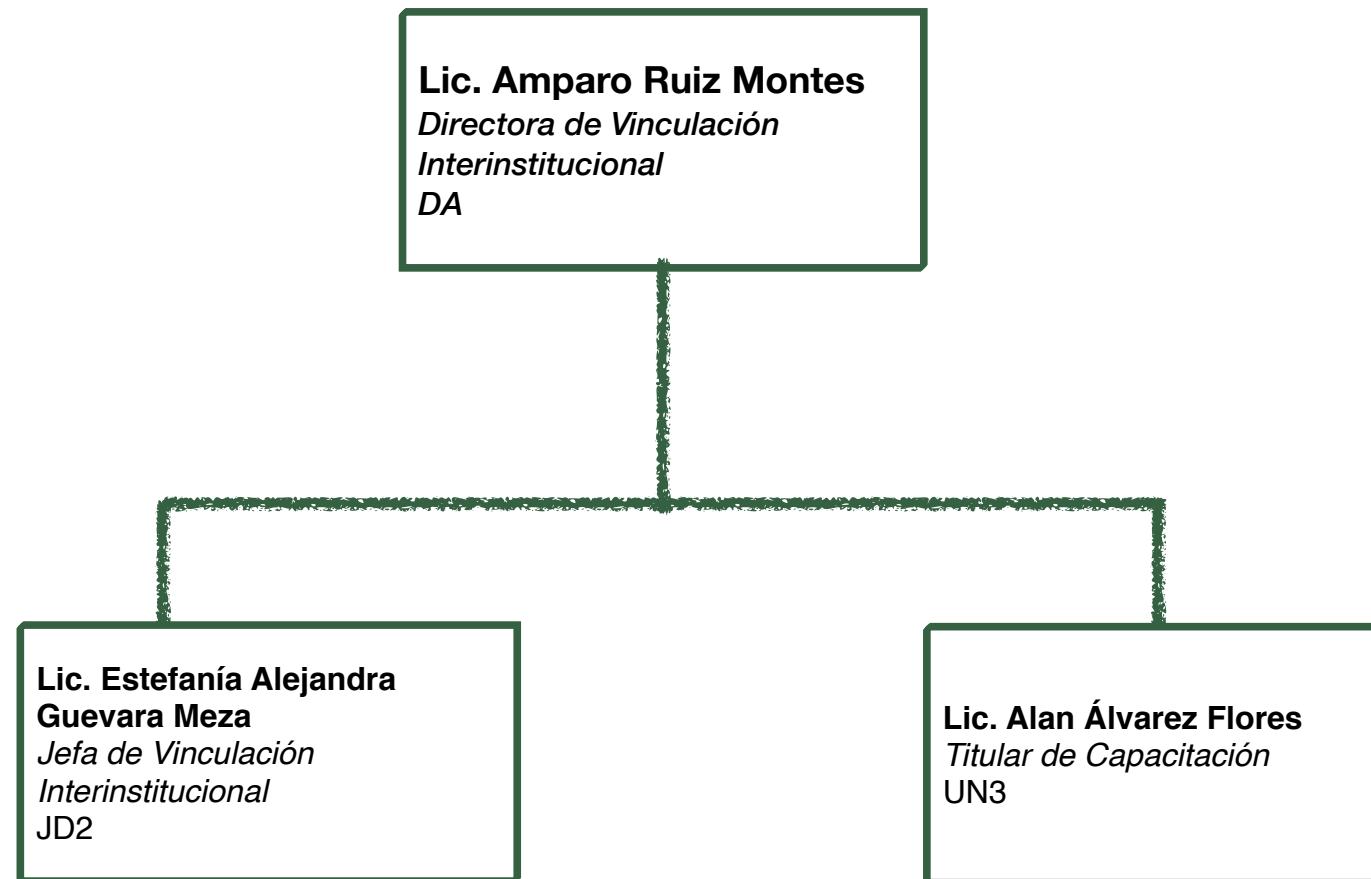 Lic. Amparo Ruiz Montes
Directora de Vinculación
Interinstitucional
DA
Lic. Estefanía Alejandra
Guevara Meza
Jefa de Vinculación
Interinstitucional
JD2
Lic. Alan Álvarez Flores
Titular de Capacitación
UN3